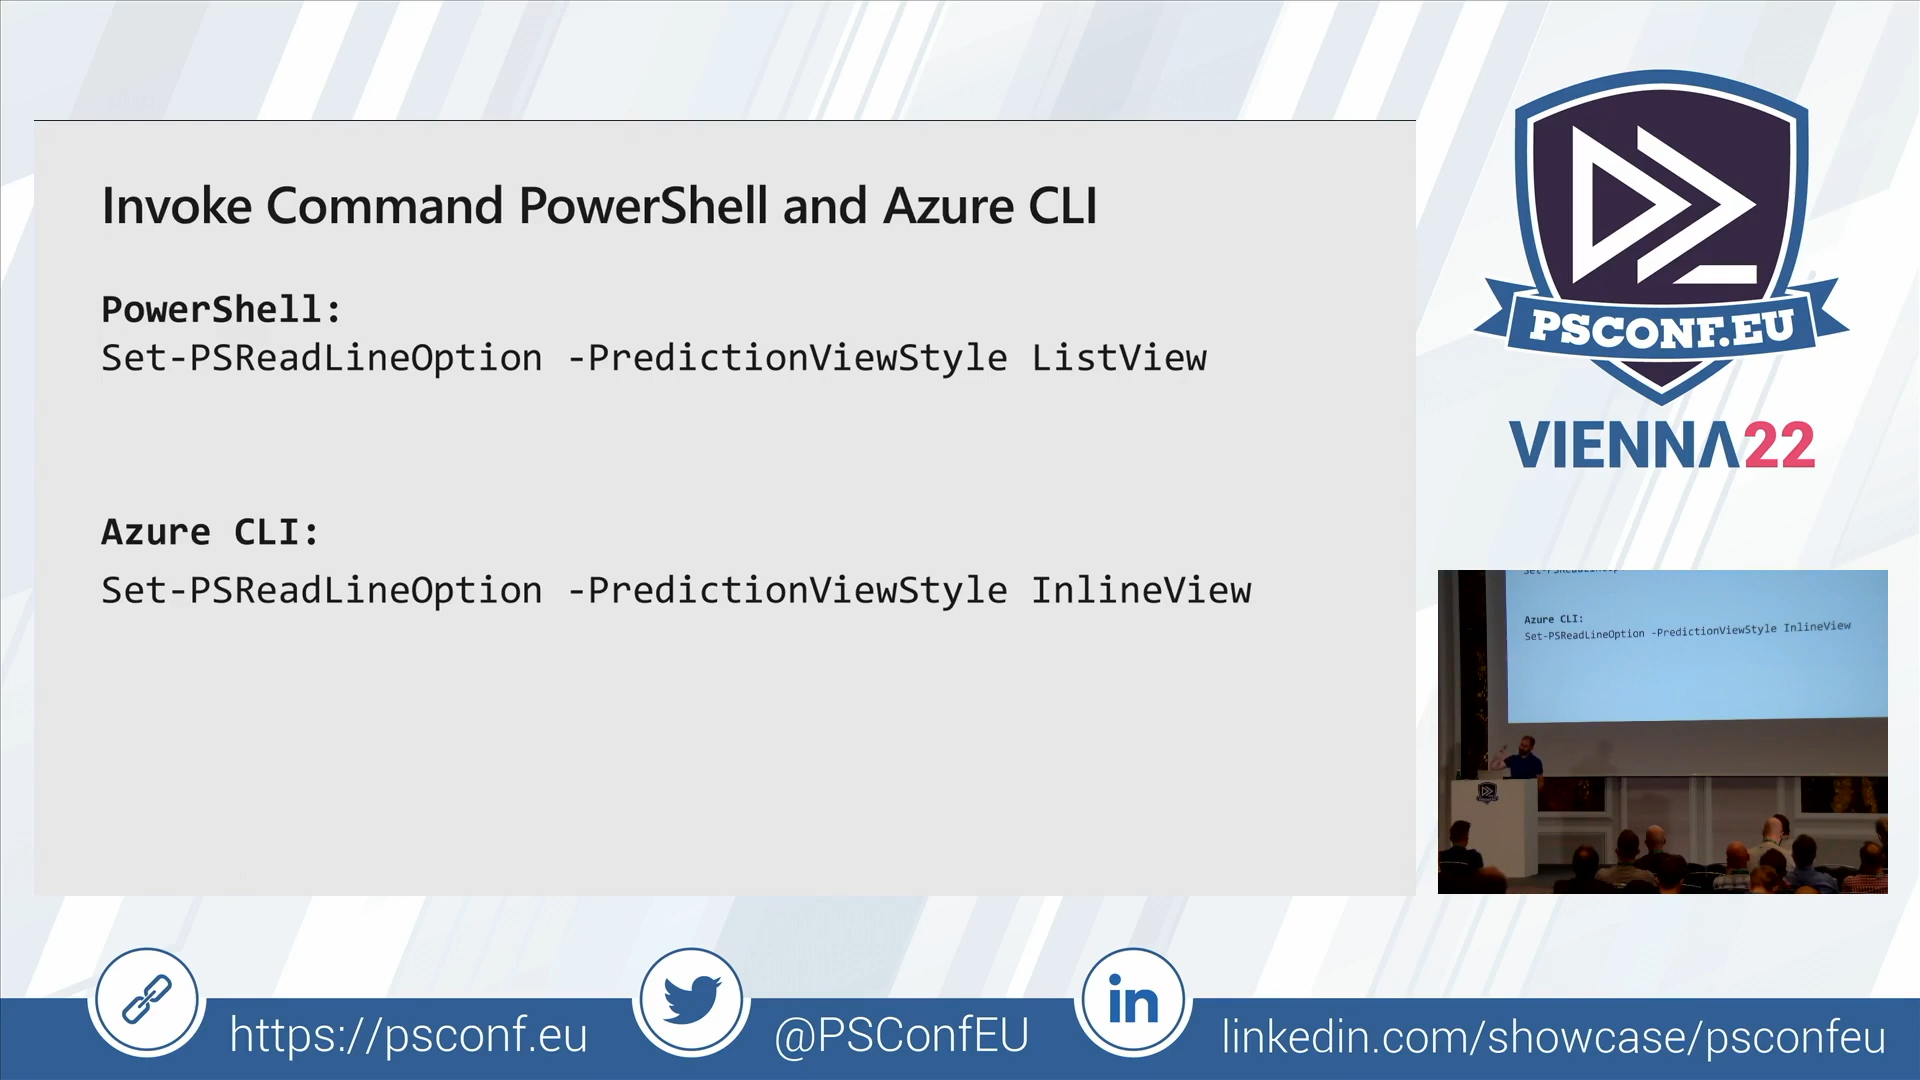 Invoke Command PowerShell and Azure CLI
PowerShell:
Set-PSReadLineOption -PredictionViewStyle ListView
Azure CLI:
Set-PSReadLineOption -PredictionViewStyle InlineView
PSCONF.EU
VIENNA22
Azure CLI:
Set-PSReadLineOption -PredictionViewStyle InlineView
https://psconf.eu
@PSConfEU
in
linkedin.com/showcase/psconfeu